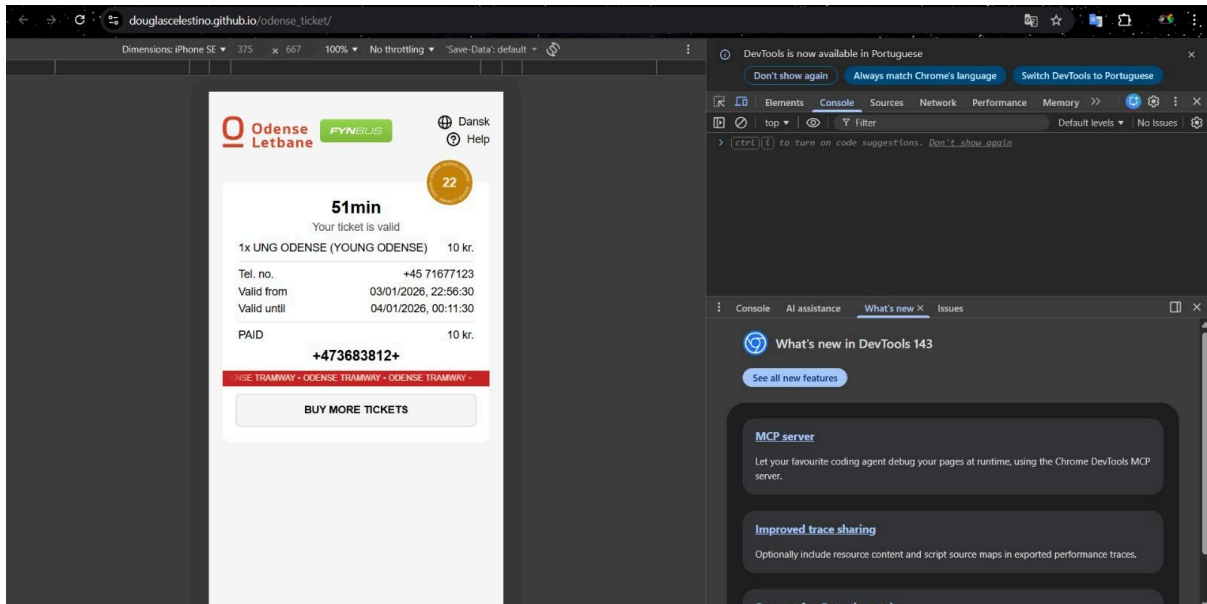 douglascelestino.github.io/odense_ticket/
Dimensions: iPhone SE ▼ 375 x 667 100% ▼ No throttling ▼ 'Save-Data': default ▼
DevTools is now available in Portuguese
Don't show again Always match Chrome's language Switch DevTools to Portuguese
Elements Console Sources Network Performance Memory
top ▼ Filter Default levels ▼ No Issues
[ctrl][i] to turn on code suggestions. Don't show again
Odense
Letbane
FYNBUS
Dansk
Help
22
51min
Your ticket is valid
1x UNG ODENSE (YOUNG ODENSE) 10 kr.
Tel. no. +45 71677123
Valid from 03/01/2026, 22:56:30
Valid until 04/01/2026, 00:11:30
PAID 10 kr.
+473683812+
NSE TRAMWAY - ODENSE TRAMWAY - ODENSE TRAMWAY -
BUY MORE TICKETS
Console AI assistance What's new Issues
What's new in DevTools 143
See all new features
MCP server
Let your favourite coding agent debug your pages at runtime, using the Chrome DevTools MCP
server.
Improved trace sharing
Optionally include resource content and script source maps in exported performance traces.